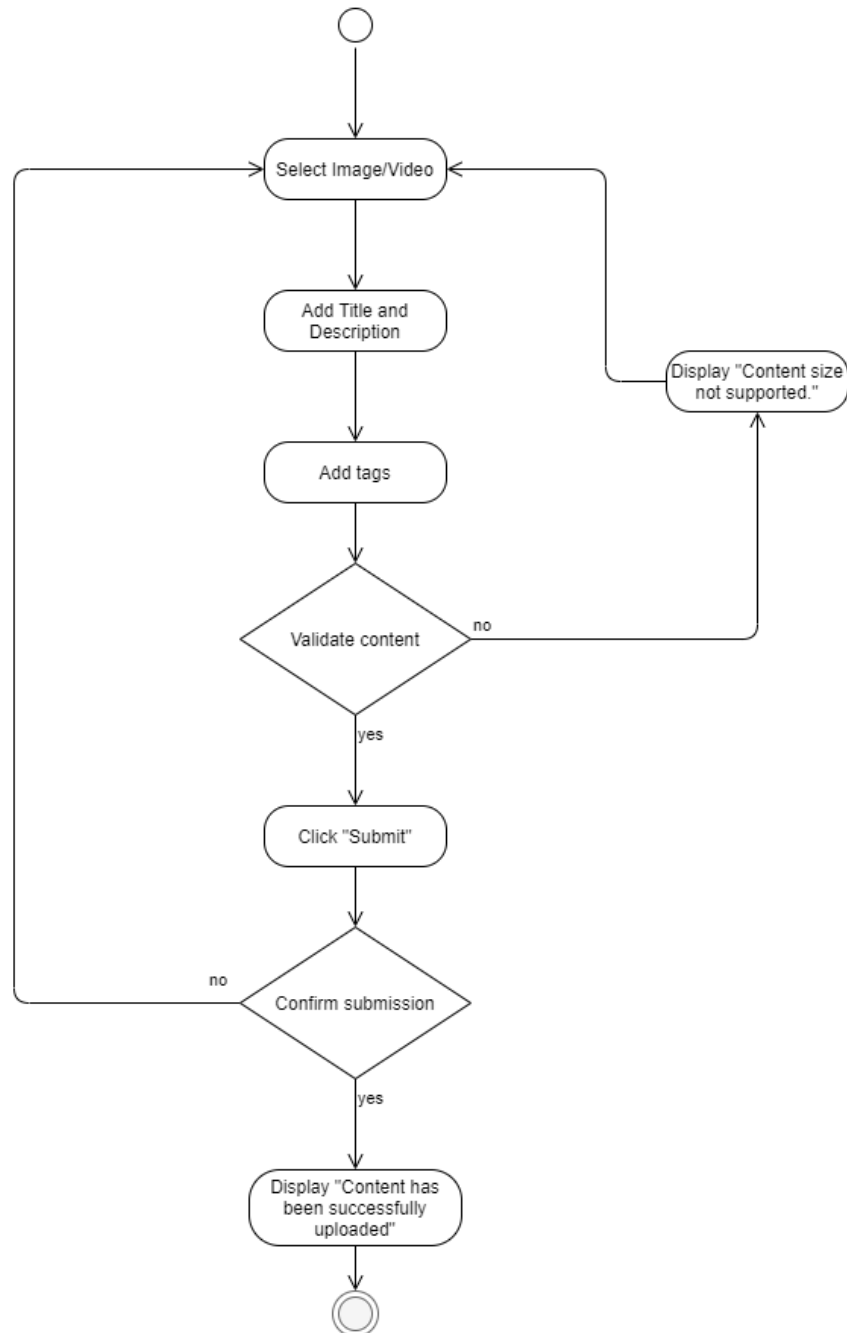 Select Image/Video
Add Title and
Description
Display "Content size
not supported."
Add tags
Validate content
no
yes
Click "Submit"
no
Confirm submission
yes
Display "Content has
been successfully
uploaded"